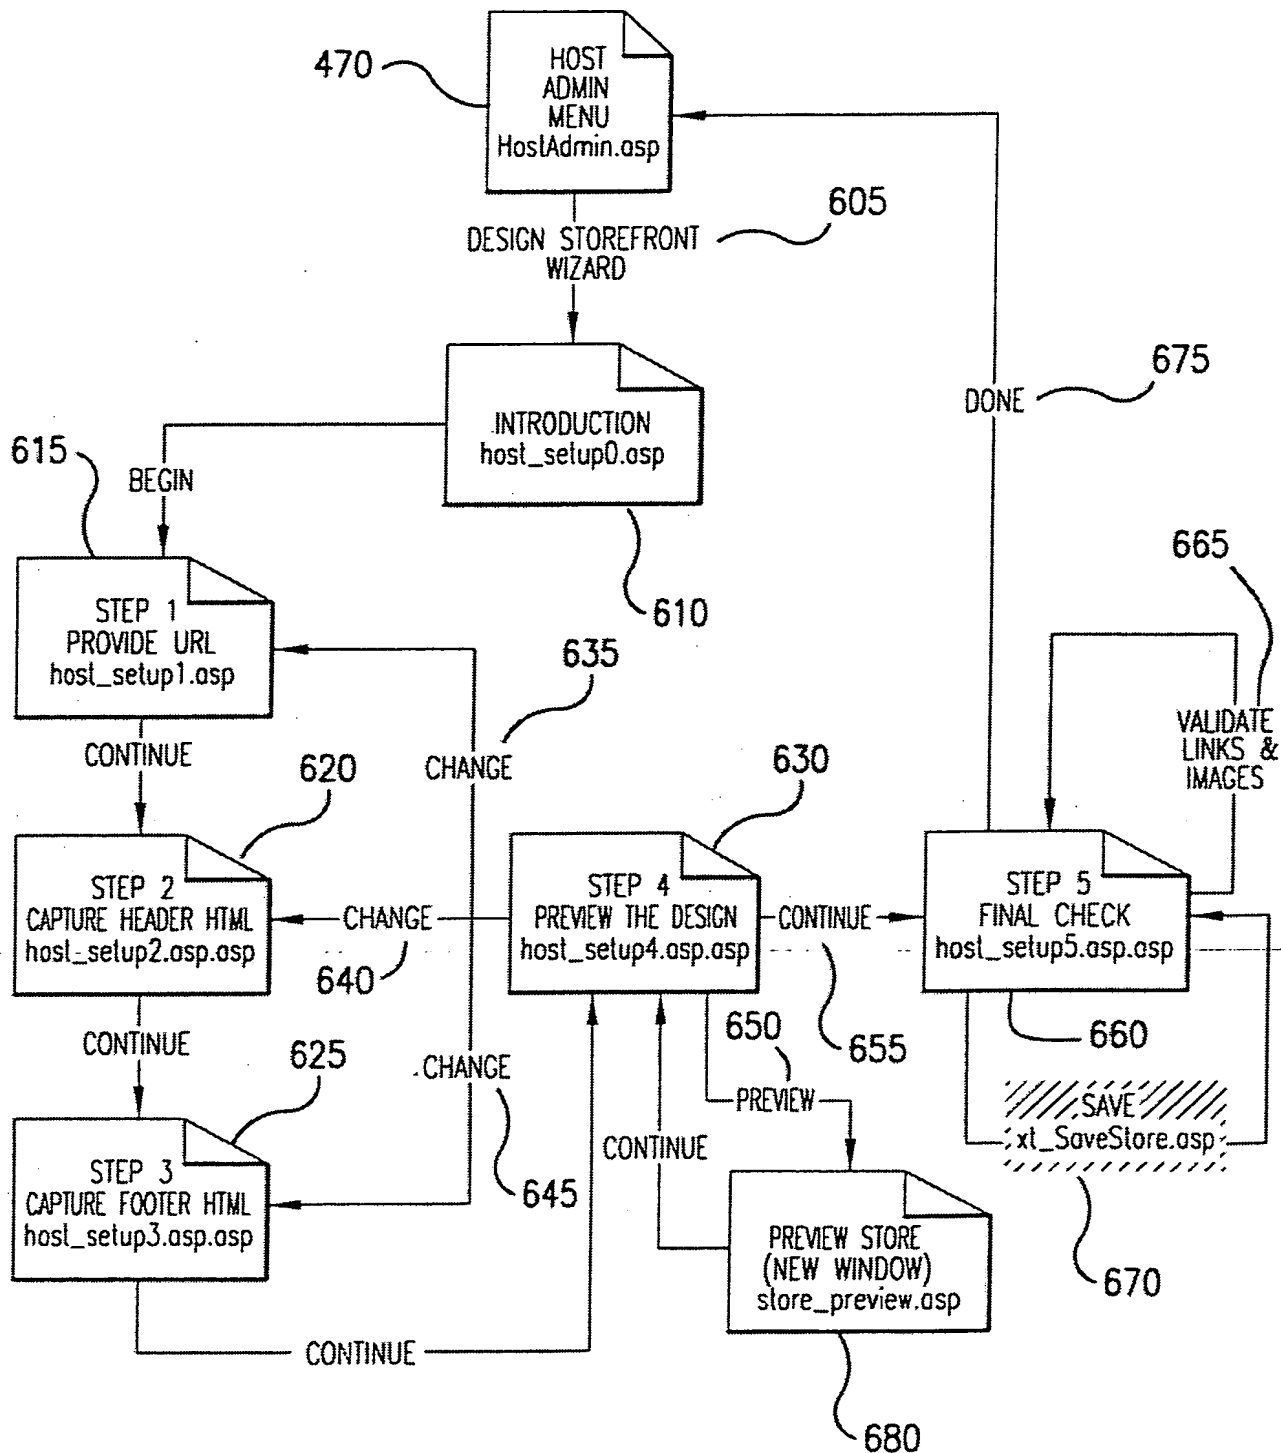 470
HOST
ADMIN
MENU
HostAdmin.asp
605
DESIGN STOREFRONT
WIZARD
675
DONE
INTRODUCTION
host_setup0.asp
615
BEGIN
610
665
STEP 1
PROVIDE URL
host_setup1.asp
635
VALIDATE
LINKS &
IMAGES
CONTINUE
620
CHANGE
630
STEP 2
CAPTURE HEADER HTML
host_setup2.asp.asp
CHANGE
640
STEP 4
PREVIEW THE DESIGN
host_setup4.asp.asp
CONTINUE
655
STEP 5
FINAL CHECK
host_setup5.asp.asp
660
CONTINUE
625
CHANGE
645
650
PREVIEW
CONTINUE
SAVE
xt_SaveStore.asp
670
STEP 3
CAPTURE FOOTER HTML
host_setup3.asp.asp
PREVIEW STORE
(NEW WINDOW)
store_preview.asp
CONTINUE
680